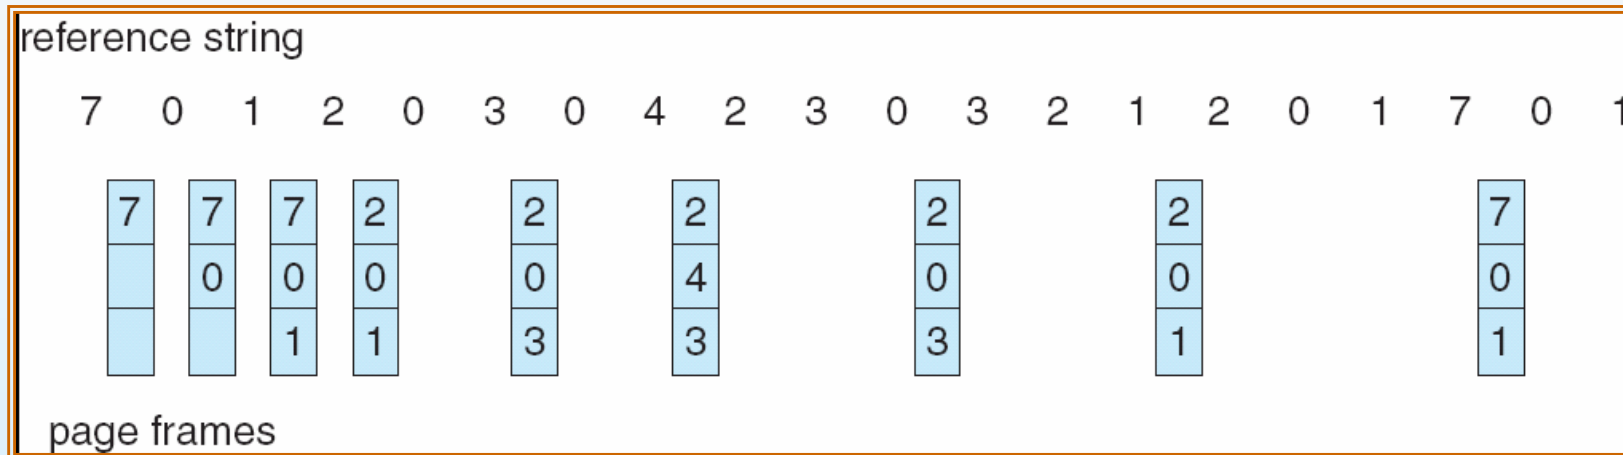 reference string
7 0 1 2 0 3 0 4 2 3 0 3 2 1 2 0 1 7 0 1
7 7 7 2 2 2 2 2 7
0 0 0 0 4 0 0 0
1 1 3 3 3 1 1
page frames